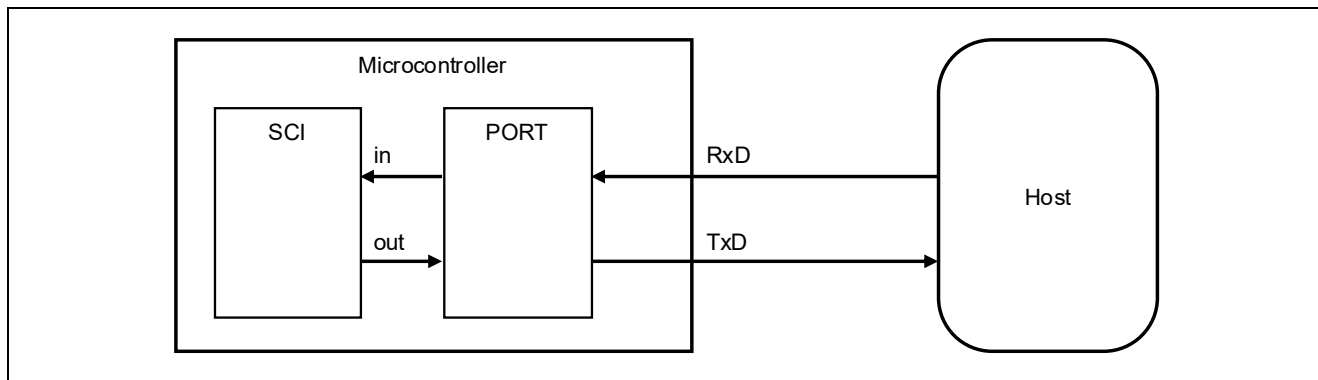 Microcontroller
SCI
PORT
in
RxD
Host
out
TxD